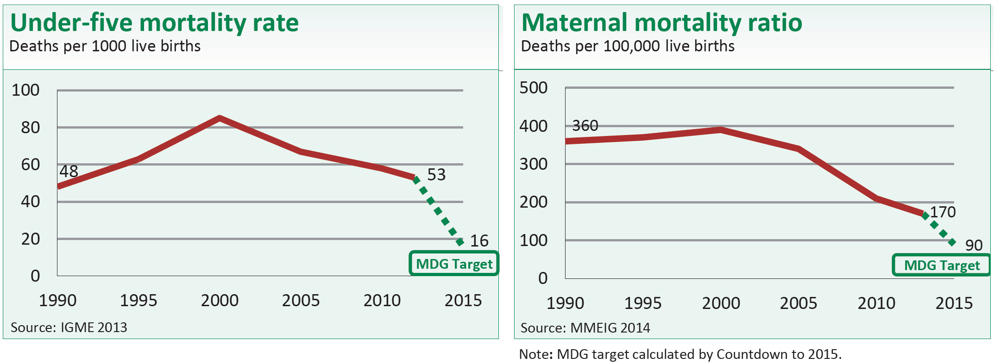 Under-five mortality rate
Deaths per 1000 live births
100
80
60
40
20
0
48
53
16
MDG Target
1990 1995 2000 2005 2010 2015
Source: IGME 2013
Maternal mortality ratio
Deaths per 100,000 live births
500
400
300
200
100
0
360
170
90
MDG Target
1990 1995 2000 2005 2010 2015
Source: MMEIG 2014
Note: MDG target calculated by Countdown to 2015.